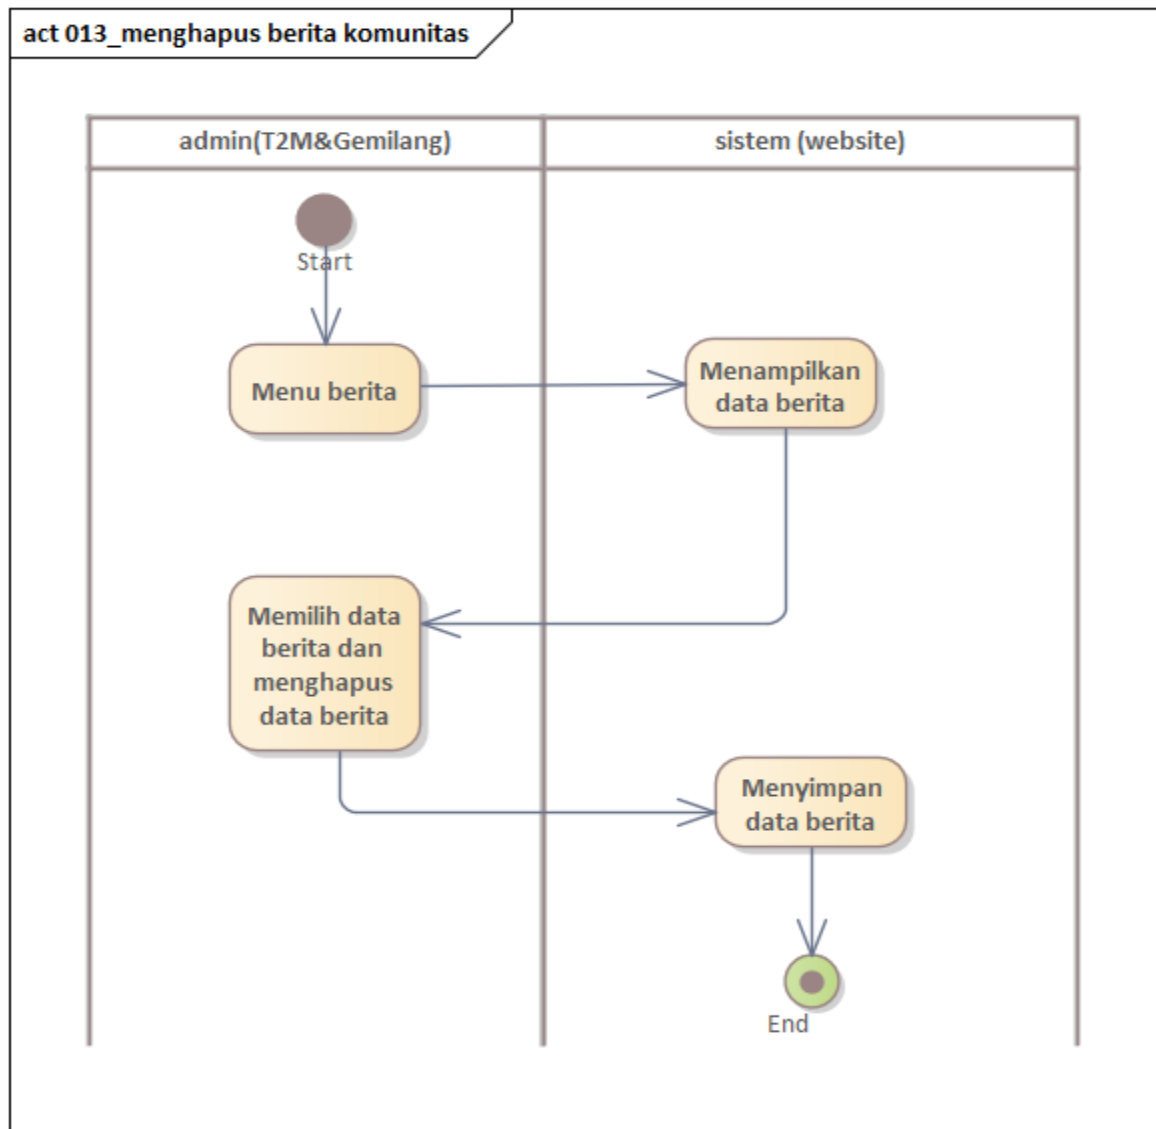 act 013_menghapus berita komunitas
admin(T2M&Gemilang)
sistem (website)
Start
Menu berita
Menampilkan
data berita
Memilih data
berita dan
menghapus
data berita
Menyimpan
data berita
End